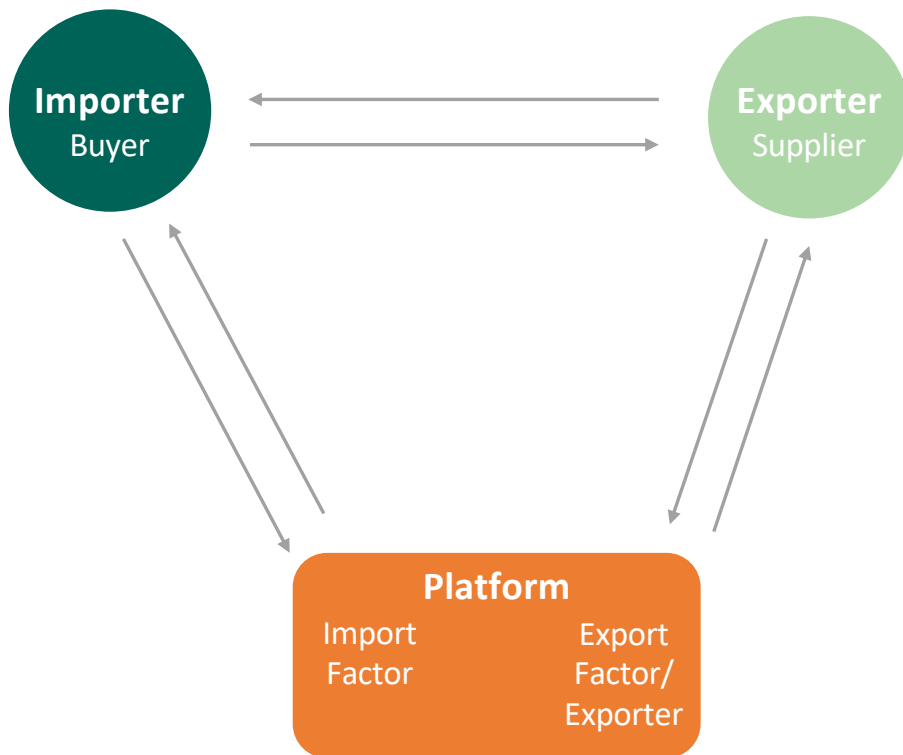 Importer
Buyer
Exporter
Supplier
Platform
Import
Factor
Export
Factor/
Exporter